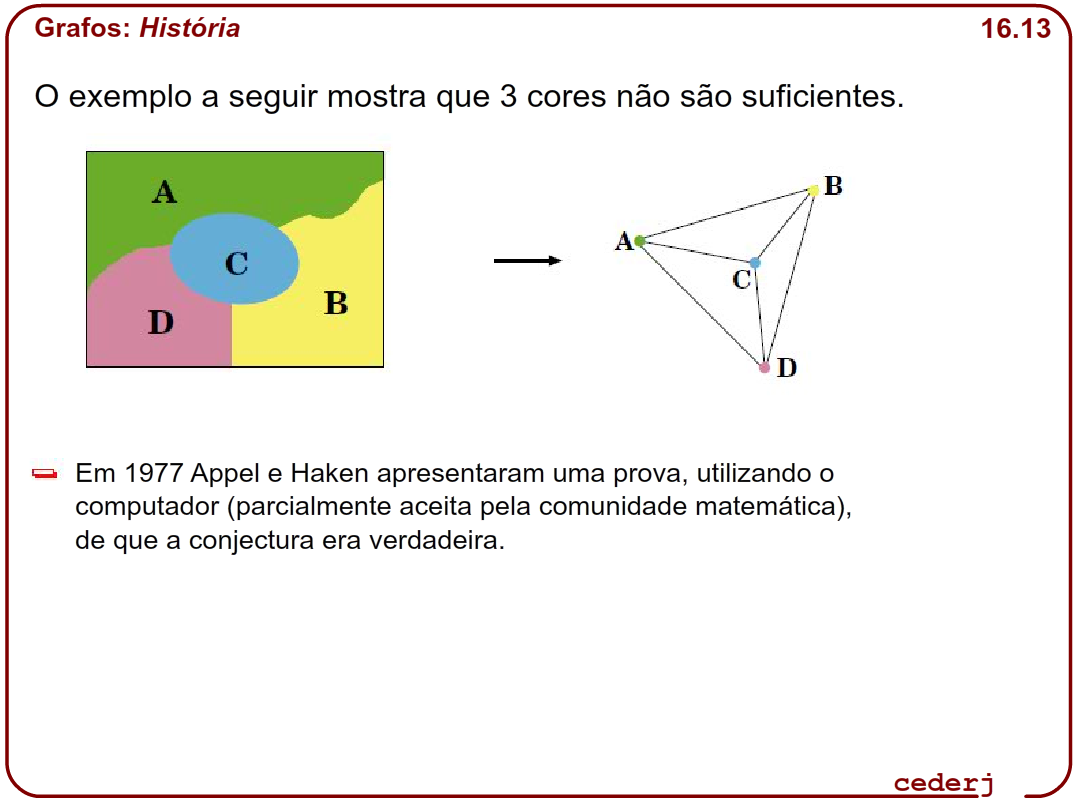 Grafos: História 16.13
O exemplo a seguir mostra que 3 cores não são suficientes.
A
C
B
D
B
A
C
D
Em 1977 Appel e Haken apresentaram uma prova, utilizando o
computador (parcialmente aceita pela comunidade matemática),
de que a conjectura era verdadeira.
cederj